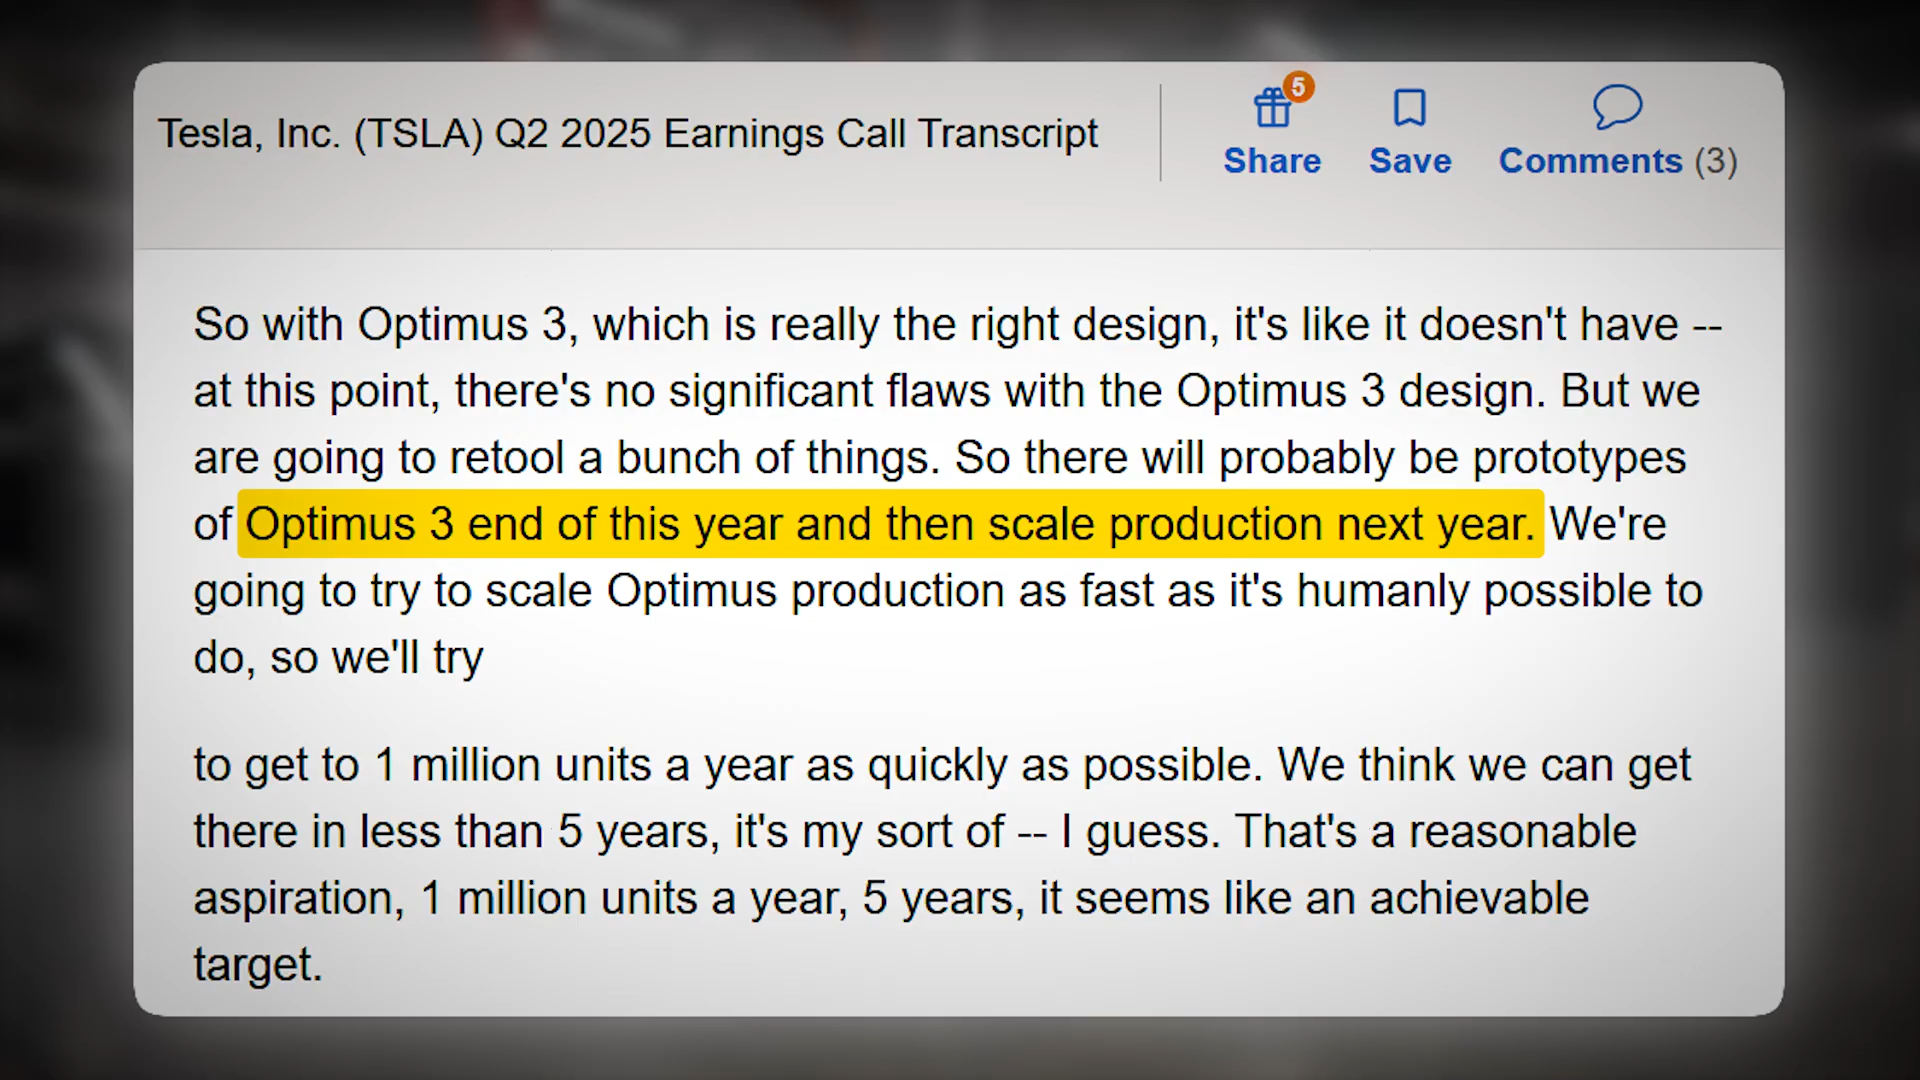 Tesla, Inc. (TSLA) Q2 2025 Earnings Call Transcript
5
Share
Save
Comments (3)
So with Optimus 3, which is really the right design, it's like it doesn't have --
at this point, there's no significant flaws with the Optimus 3 design. But we
are going to retool a bunch of things. So there will probably be prototypes
of Optimus 3 end of this year and then scale production next year. We're
going to try to scale Optimus production as fast as it's humanly possible to
do, so we'll try
to get to 1 million units a year as quickly as possible. We think we can get
there in less than 5 years, it's my sort of -- I guess. That's a reasonable
aspiration, 1 million units a year, 5 years, it seems like an achievable
target.